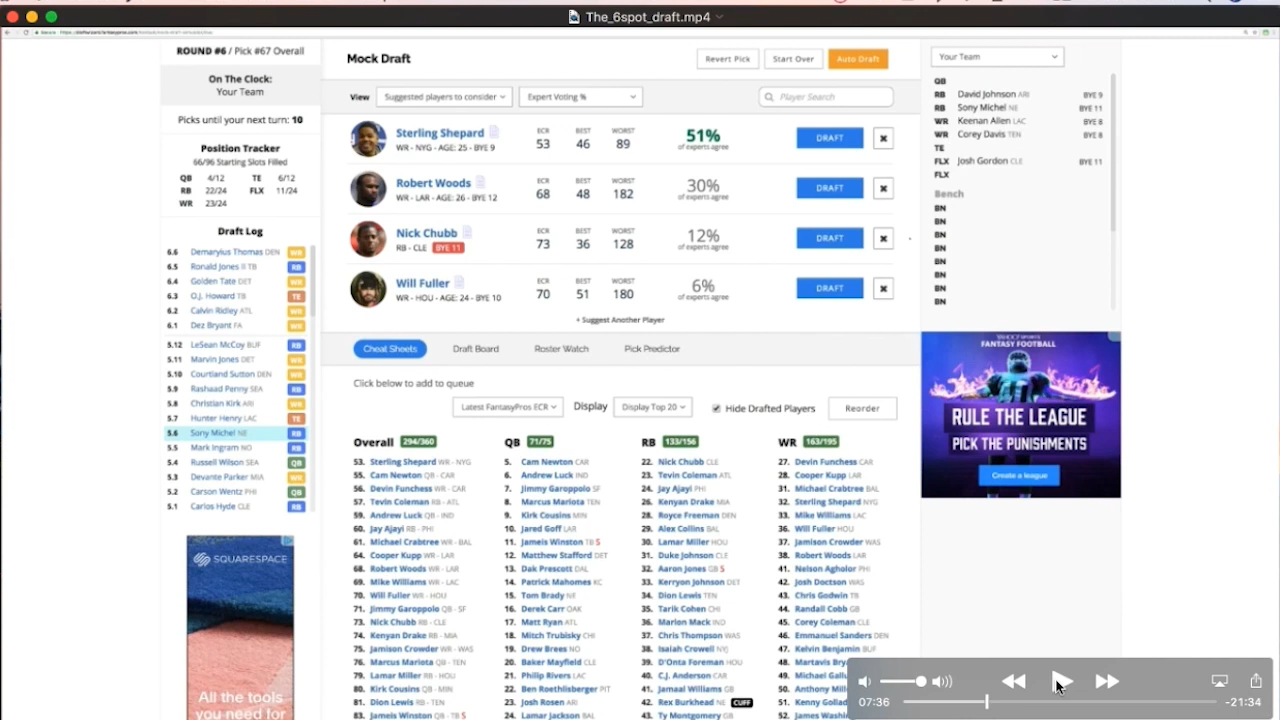 The_6spot_draft.mp4
ROUND #6 / Pick #67 Overall
On The Clock:
Your Team
Picks until your next turn: 10
Position Tracker
66/96 Starting Slots Filled
QB 4/12 TE 6/12
RB 22/24 FLX 11/24
WR 23/24
Draft Log
6.6 Demaryius Thomas DEN WR
6.5 Ronald Jones II TB RB
6.4 Golden Tate DET WR
6.3 O.J. Howard TB TE
6.2 Calvin Ridley ATL WR
6.1 Dez Bryant FA WR
5.12 LeSean McCoy BUF RB
5.11 Marvin Jones DET WR
5.10 Courtland Sutton DEN WR
5.9 Rashaad Penny SEA RB
5.8 Christian Kirk ARI WR
5.7 Hunter Henry LAC TE
5.6 Sony Michel NE RB
5.5 Mark Ingram NO RB
5.4 Russell Wilson SEA QB
5.3 Devante Parker MIA WR
5.2 Carson Wentz PHI QB
5.1 Carlos Hyde CLE RB
SQUARESPACE
All the tools
you need for
Mock Draft
Revert Pick
Start Over
Auto Draft
View
Suggested players to consider
Expert Voting %
Player Search
Sterling Shepard
WR - NYG - AGE: 25 - BYE 9
ECR 53 BEST 46 WORST 89
51%
of experts agree
DRAFT
Robert Woods
WR - LAR - AGE: 26 - BYE 12
ECR 68 BEST 48 WORST 182
30%
of experts agree
DRAFT
Nick Chubb
RB - CLE BYE 11
ECR 73 BEST 36 WORST 128
12%
of experts agree
DRAFT
Will Fuller
WR - HOU - AGE: 24 - BYE 10
ECR 70 BEST 51 WORST 180
6%
of experts agree
DRAFT
+ Suggest Another Player
Cheat Sheets
Draft Board
Roster Watch
Pick Predictor
Click below to add to queue
Latest FantasyPros ECR
Display
Display Top 20
Hide Drafted Players
Reorder
Overall 294/360
53. Sterling Shepard WR - NYG
55. Cam Newton QB - CAR
56. Devin Funchess WR - CAR
57. Tevin Coleman RB - ATL
59. Andrew Luck QB - IND
60. Jay Ajayi RB - PHI
61. Michael Crabtree WR - BAL
64. Cooper Kupp WR - LAR
68. Robert Woods WR - LAR
69. Mike Williams WR - LAC
70. Will Fuller WR - HOU
71. Jimmy Garoppolo QB - SF
73. Nick Chubb RB - CLE
74. Kenyan Drake RB - MIA
75. Jamison Crowder WR - WAS
76. Marcus Mariota QB - TEN
79. Lamar Miller RB - HOU
80. Kirk Cousins QB - MIN
81. Dion Lewis RB - TEN
83. Jameis Winston QB - TB S
QB 71/75
5. Cam Newton CAR
6. Andrew Luck IND
7. Jimmy Garoppolo SF
8. Marcus Mariota TEN
9. Kirk Cousins MIN
10. Jared Goff LAR
11. Jameis Winston TB S
12. Matthew Stafford DET
13. Dak Prescott DAL
14. Patrick Mahomes KC
15. Tom Brady NE
16. Derek Carr OAK
17. Matt Ryan ATL
18. Mitch Trubisky CHI
19. Drew Brees NO
20. Baker Mayfield CLE
21. Philip Rivers LAC
22. Ben Roethlisberger PIT
23. Josh Rosen ARI
24. Lamar Jackson BAL
RB 133/156
22. Nick Chubb CLE
23. Tevin Coleman ATL
24. Jay Ajayi PHI
26. Kenyan Drake MIA
28. Royce Freeman DEN
29. Alex Collins BAL
30. Lamar Miller HOU
31. Duke Johnson CLE
32. Aaron Jones GB S
33. Kerryon Johnson DET
34. Dion Lewis TEN
35. Tarik Cohen CHI
36. Marlon Mack IND
37. Chris Thompson WAS
38. Isaiah Crowell NYJ
39. D'Onta Foreman HOU
40. C.J. Anderson CAR
41. Jamaal Williams GB
42. Rex Burkhead NE CUFF
43. Ty Montgomery GB
WR 163/195
27. Devin Funchess CAR
28. Cooper Kupp LAR
31. Michael Crabtree BAL
32. Sterling Shepard NYG
33. Mike Williams LAC
36. Will Fuller HOU
37. Jamison Crowder WAS
38. Robert Woods LAR
41. Nelson Agholor PHI
42. Josh Doctson WAS
43. Chris Godwin TB
44. Randall Cobb GB
45. Corey Coleman CLE
46. Emmanuel Sanders DEN
47. Kelvin Benjamin BUF
48. Martavis
49. Michael
50. Anthony
51. Kenny
52. James
Your Team
QB
RB David Johnson ARI BYE 9
RB Sony Michel NE BYE 11
WR Keenan Allen LAC BYE 8
WR Corey Davis TEN BYE 8
TE
FLX Josh Gordon CLE BYE 11
FLX
Bench
BN
BN
BN
BN
BN
BN
BN
BN
FANTASY FOOTBALL
RULE THE LEAGUE
PICK THE PUNISHMENTS
Create a league
07:36
-21:34